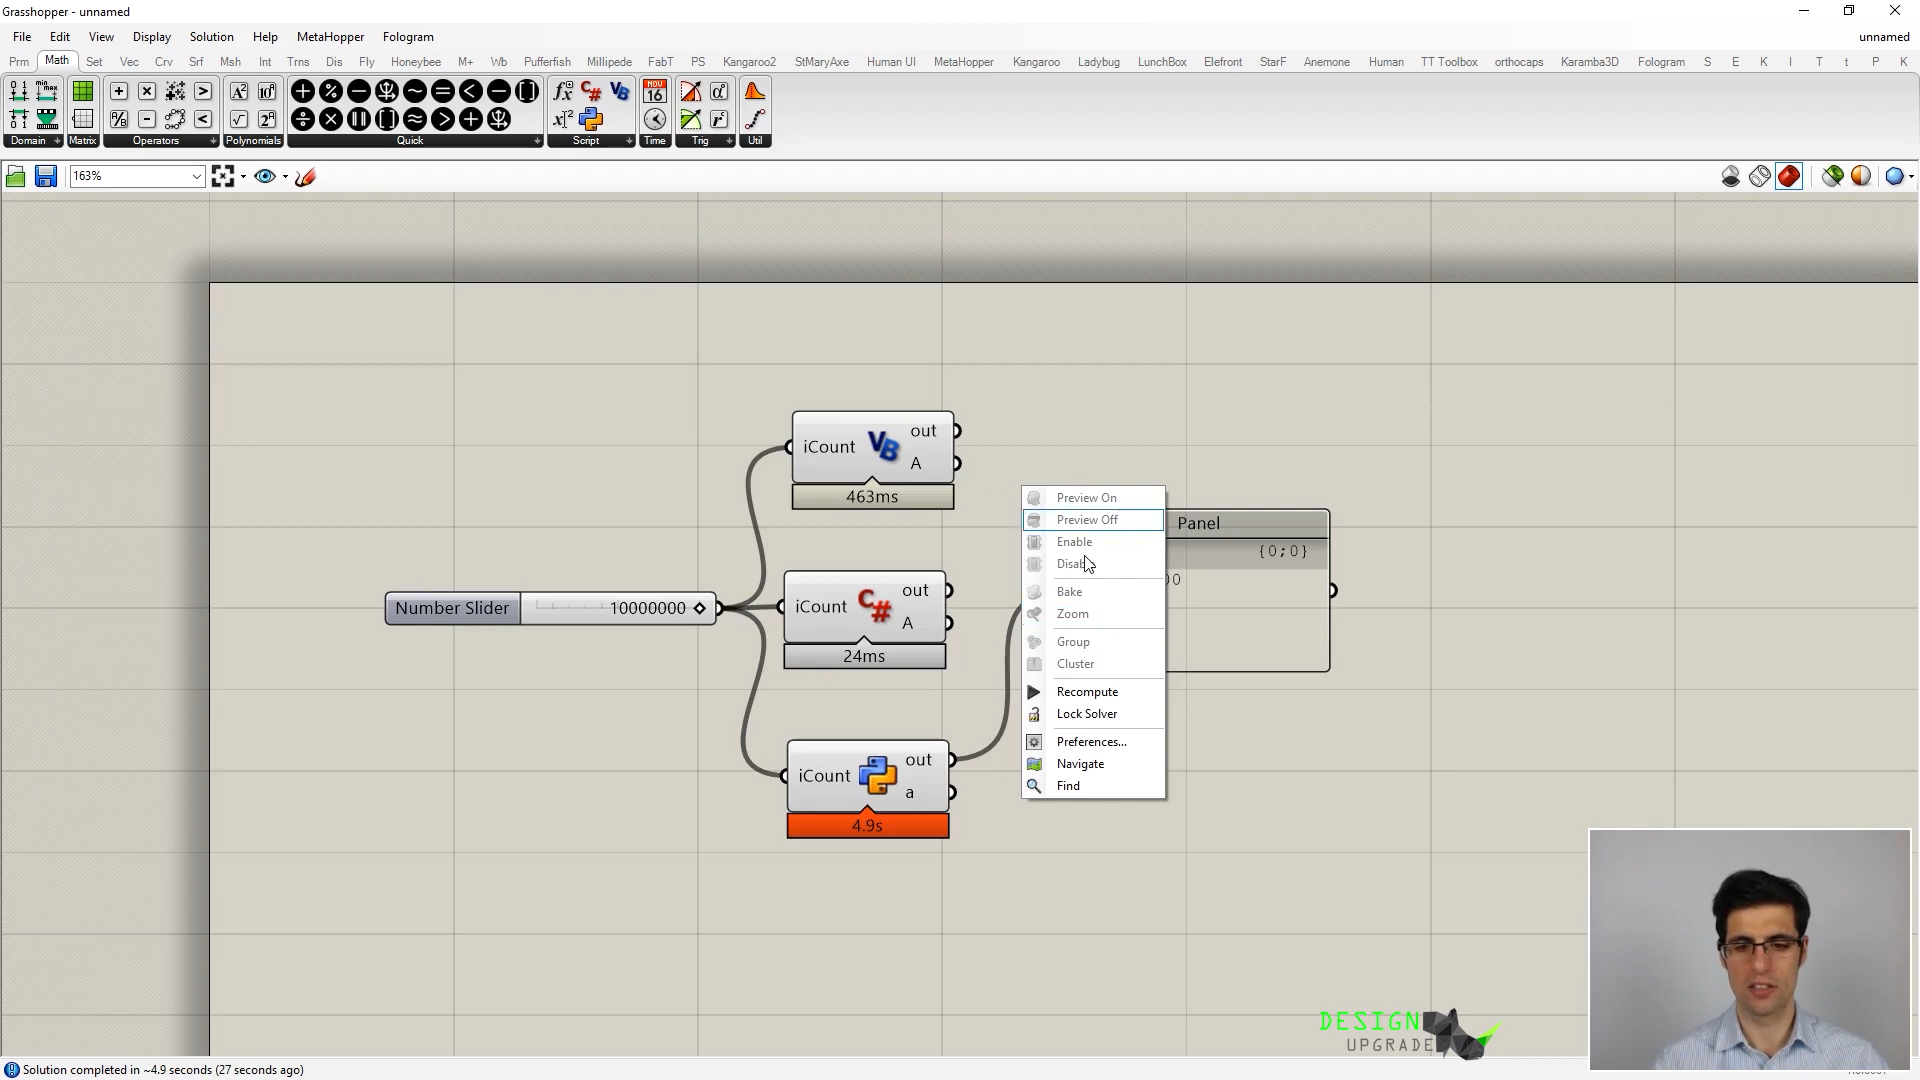 Grasshopper - unnamed
File Edit View Display Solution Help MetaHopper Fologram unnamed
Prm Math Set Vec Crv Srf Msh Int Trns Dis Fly Honeybee M+ Wb Pufferfish Millipede FabT PS Kangaroo2 StMaryAxe Human UI MetaHopper Kangaroo Ladybug LunchBox Elefront StarF Anemone Human TT Toolbox orthocaps Karamba3D Fologram S E K I T t P K
Domain Matrix Operators Polynomials Quick Script Time Trig Util
163%
out
iCount
A
463ms
Number Slider 10000000
out
iCount
A
24ms
out
iCount
a
4.9s
Preview On
Preview Off
Enable
Bake
Zoom
Group
Cluster
Recompute
Lock Solver
Preferences...
Navigate
Find
Panel
{0;0}
DESIGN
UPGRADE
Solution completed in ~4.9 seconds (27 seconds ago)